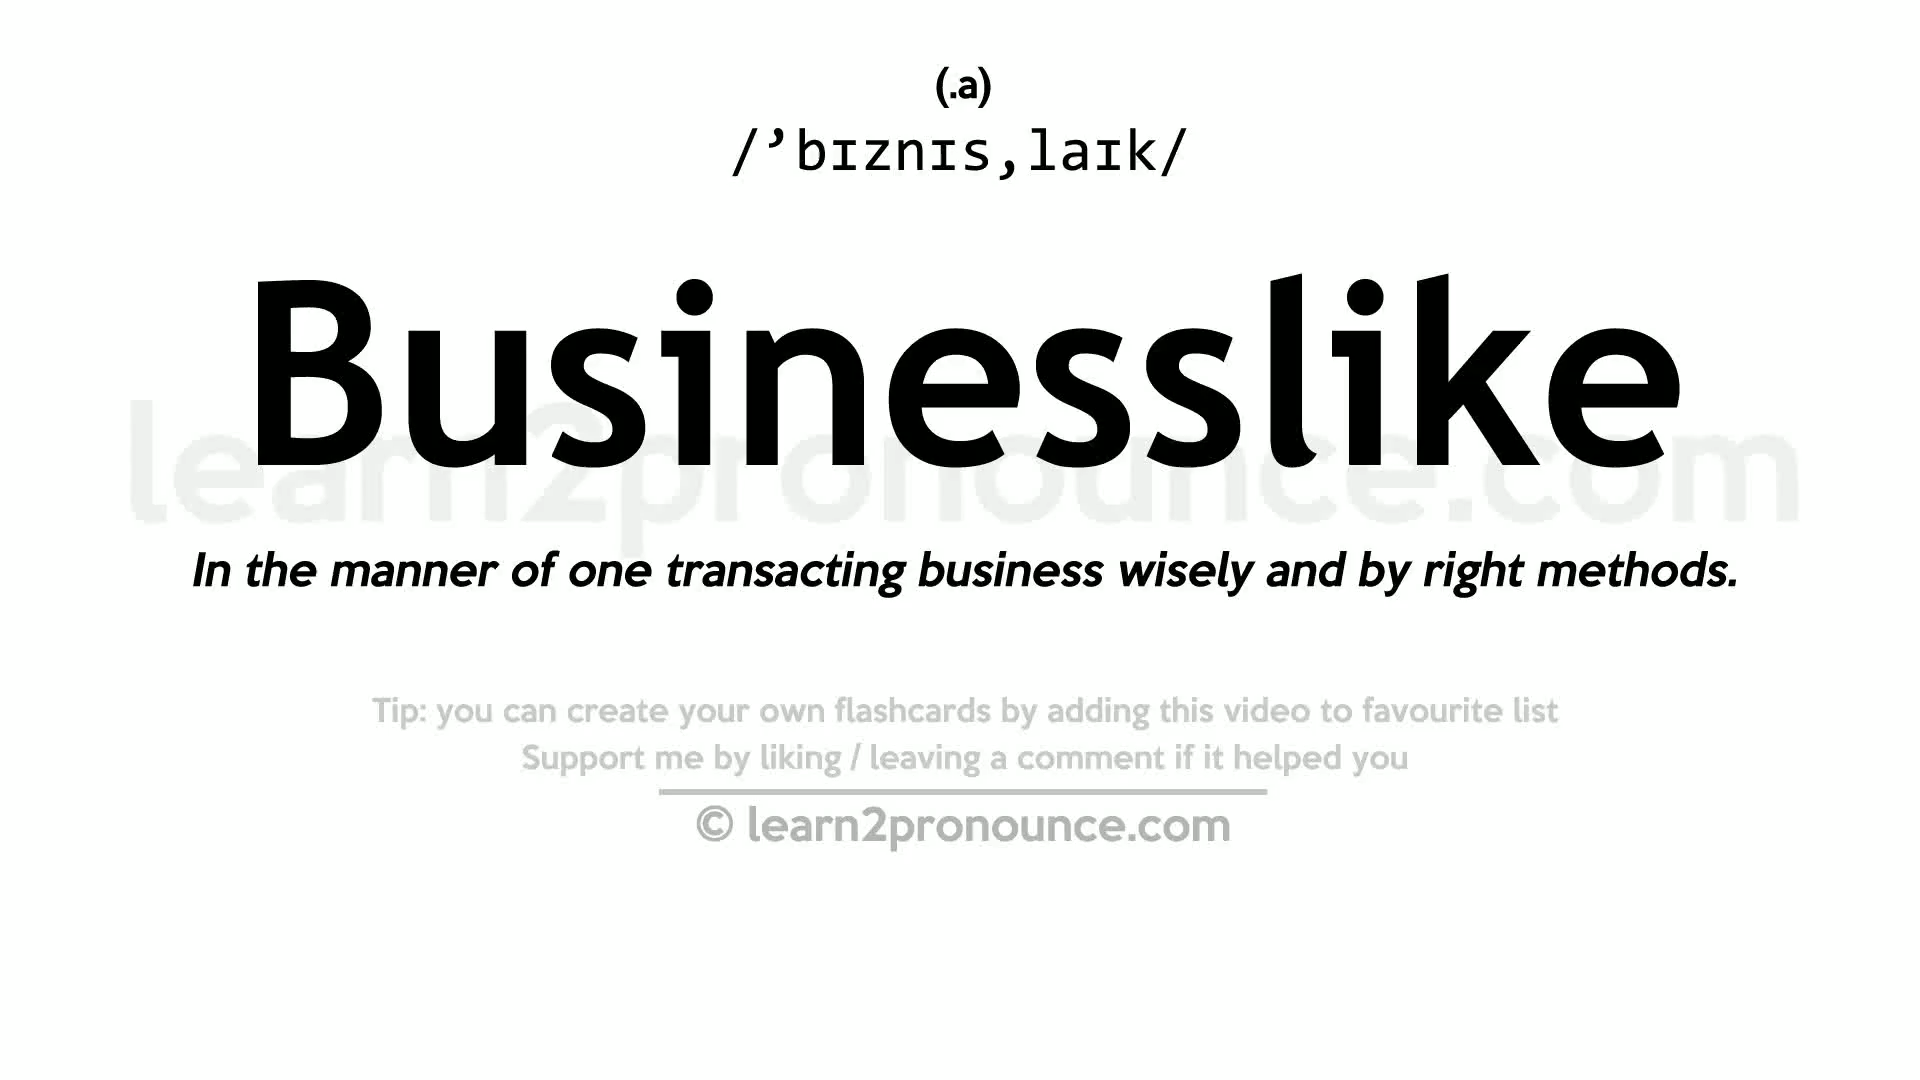 (.a)
/’bɪznɪs,laɪk/
Businesslike
learn2pronounce.com
In the manner of one transacting business wisely and by right methods.
Tip: you can create your own flashcards by adding this video to favourite list
Support me by liking / leaving a comment if it helped you
© learn2pronounce.com